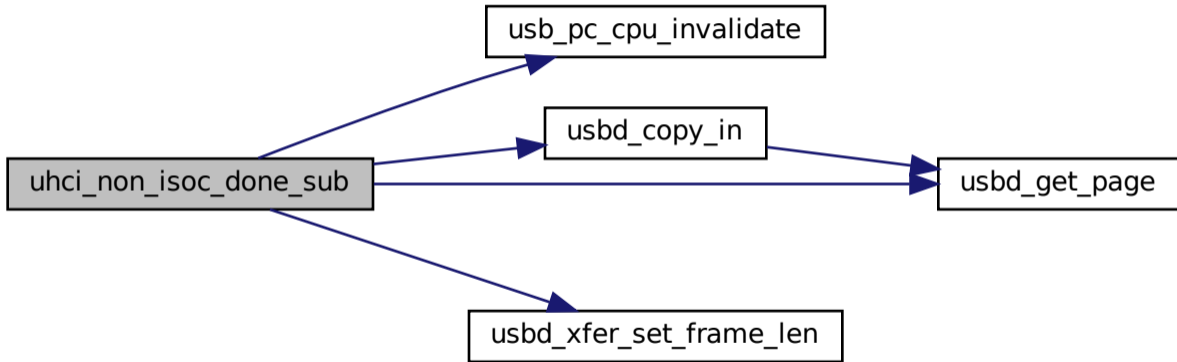 usb_pc_cpu_invalidate
usbd_copy_in
uhci_non_isoc_done_sub
usbd_get_page
usbd_xfer_set_frame_len